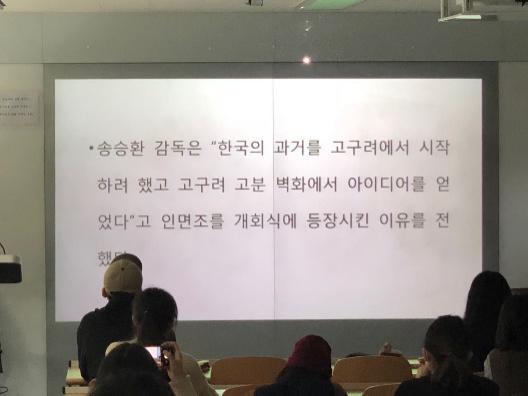 •송승환 감독은 "한국의 과거를 고구려에서 시작
하려 했고 고구려 고분 벽화에서 아이디어를 얻
었다"고 인면조를 개회식에 등장시킨 이유를 전